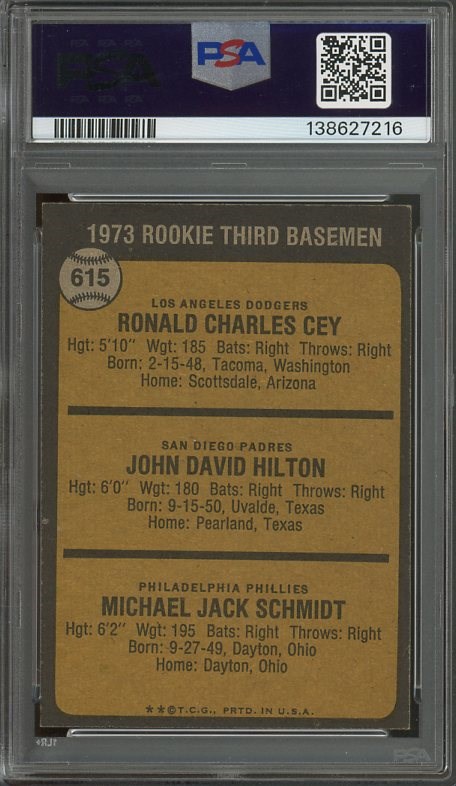 PSA
PSA
138627216
1973 ROOKIE THIRD BASEMEN
615
LOS ANGELES DODGERS
RONALD CHARLES CEY
Hgt: 5'10" Wgt: 185 Bats: Right Throws: Right
Born: 2-15-48, Tacoma, Washington
Home: Scottsdale, Arizona
SAN DIEGO PADRES
JOHN DAVID HILTON
Hgt: 6'0" Wgt: 180 Bats: Right Throws: Right
Born: 9-15-50, Uvalde, Texas
Home: Pearland, Texas
PHILADELPHIA PHILLIES
MICHAEL JACK SCHMIDT
Hgt: 6'2" Wgt: 195 Bats: Right Throws: Right
Born: 9-27-49, Dayton, Ohio
Home: Dayton, Ohio
**©T.C.G., PRTD. IN U.S.A.
PSA